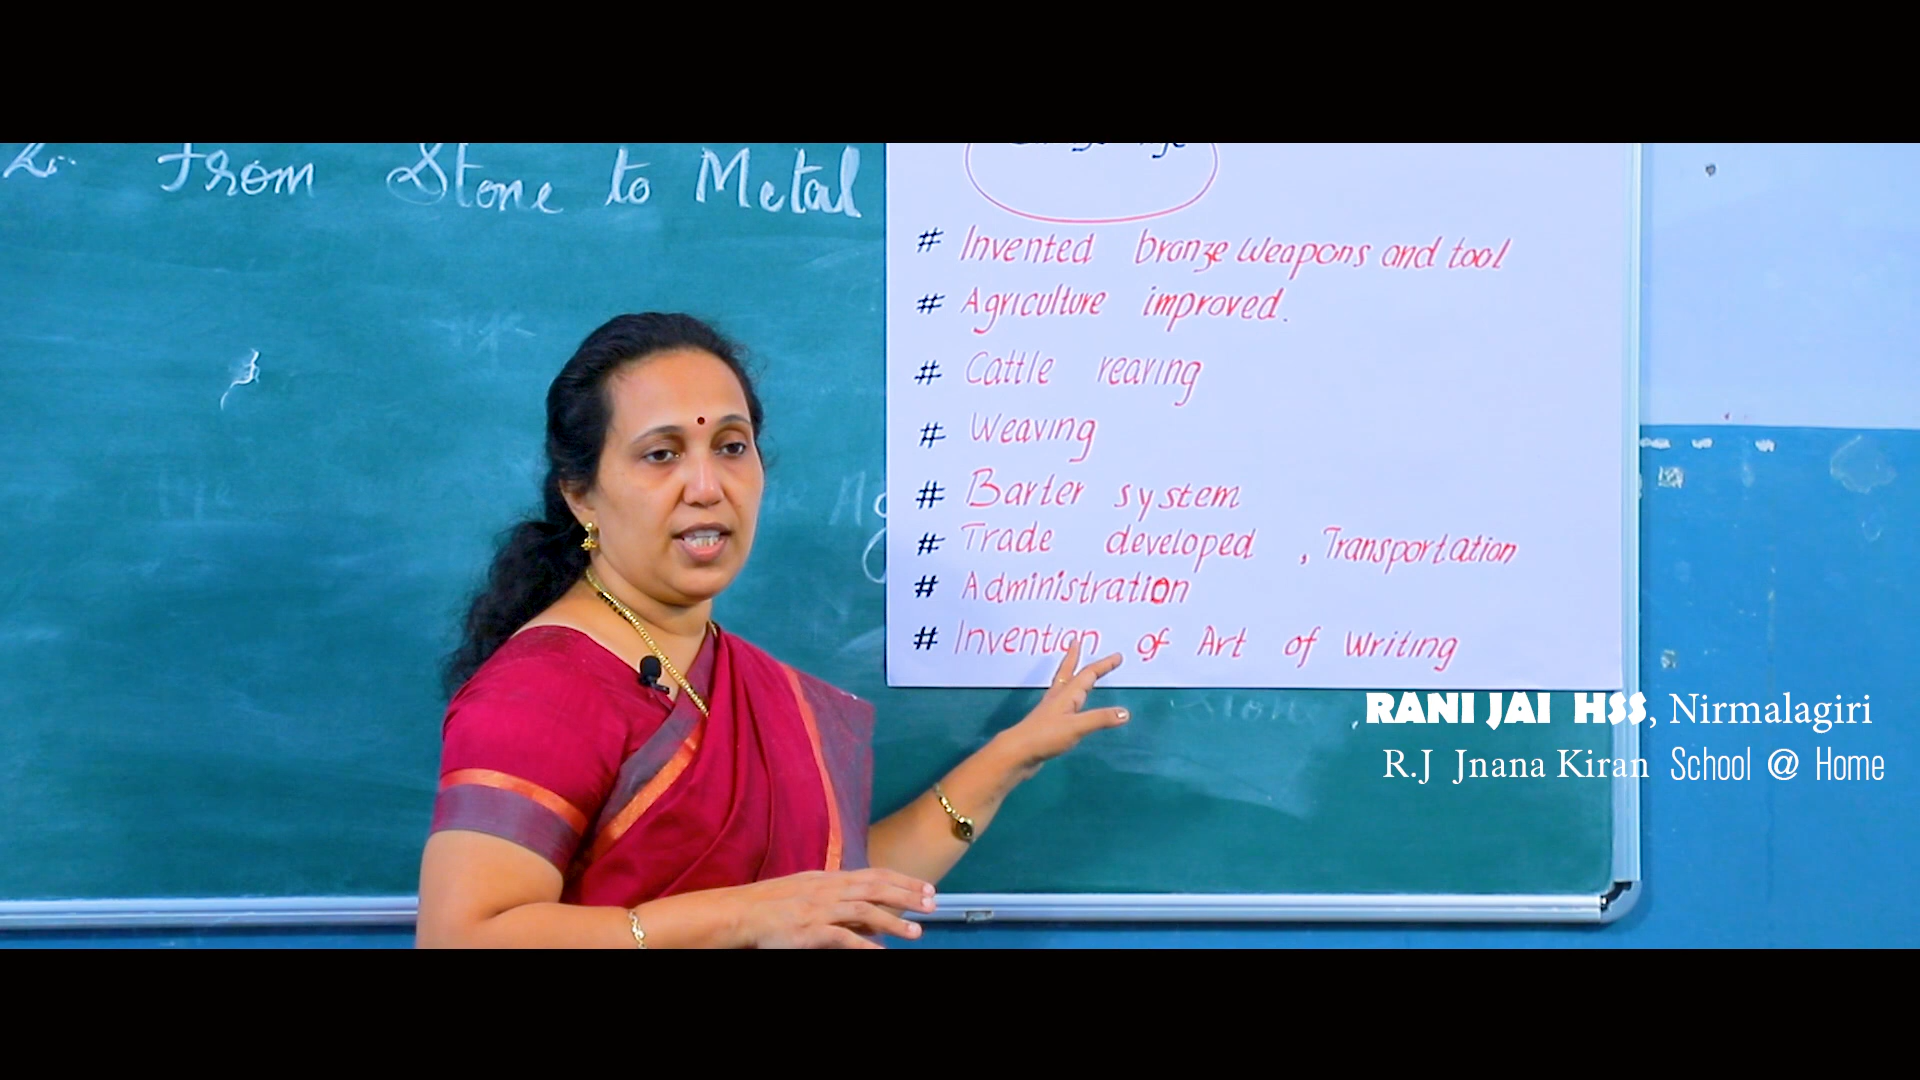 2. From Stone to Metal
# Invented bronze weapons and tool
# Agriculture improved.
# Cattle rearing
# Weaving
# Barter system
# Trade developed , Transportation
# Administration
# Invention of Art of Writing
RANI JAI HSS, Nirmalagiri
R.J Jnana Kiran School @ Home